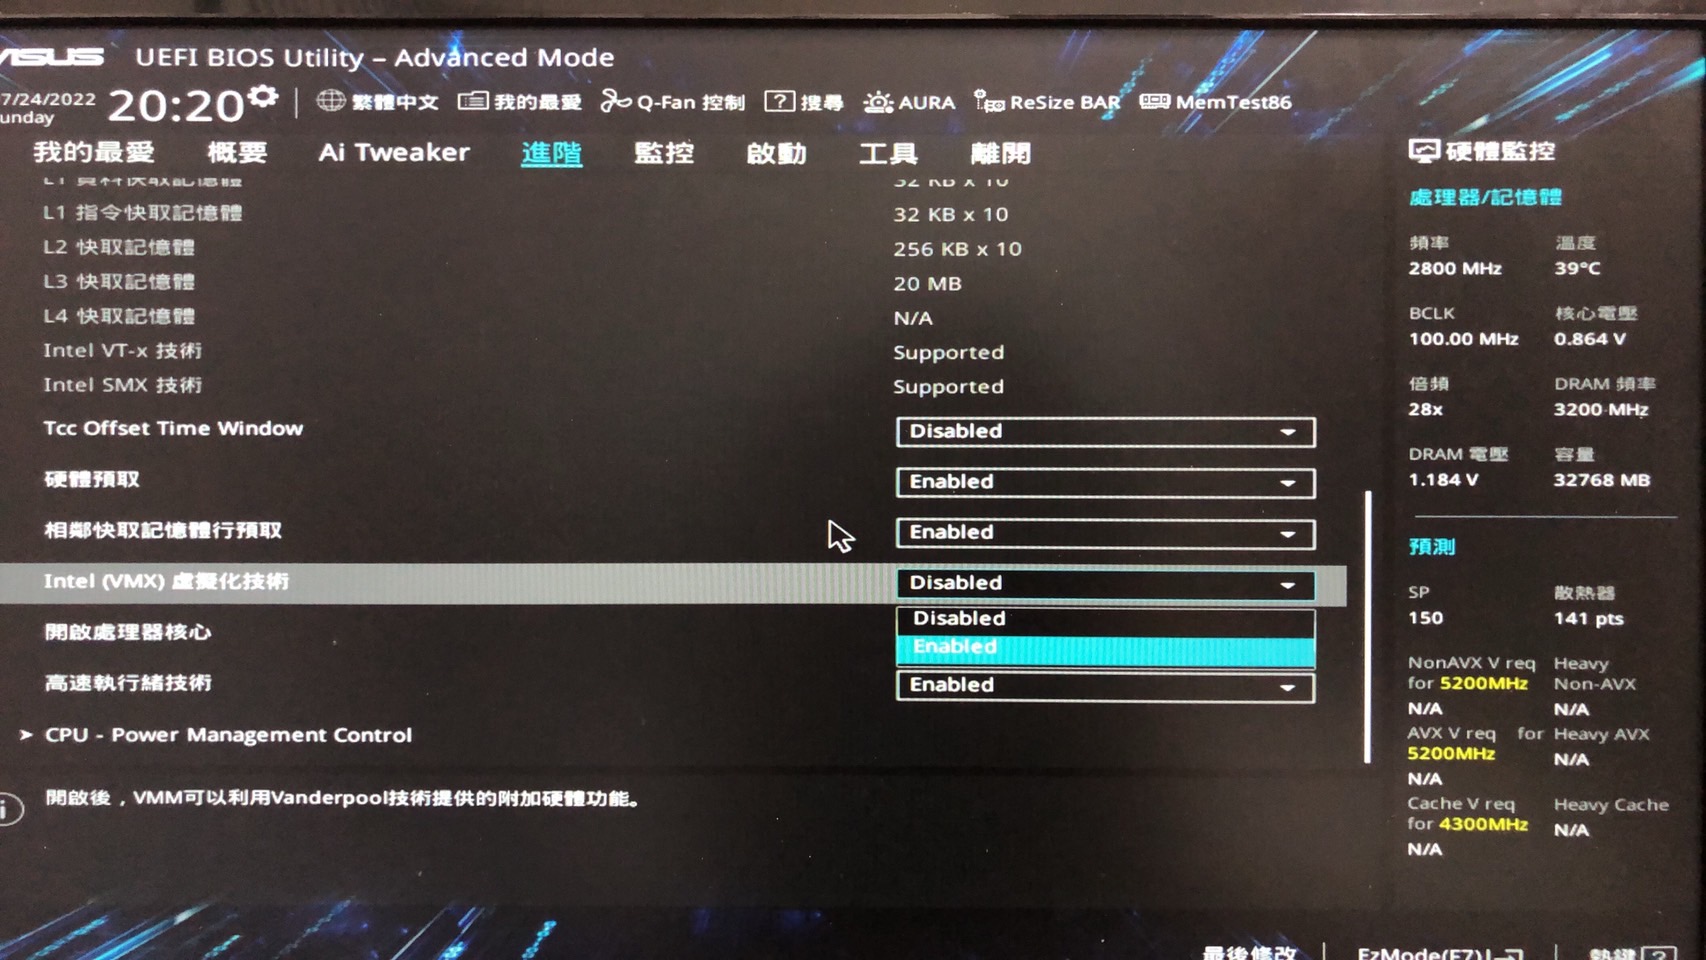 ASUS UEFI BIOS Utility – Advanced Mode
7/24/2022
unday
20:20
繁體中文
我的最愛
Q-Fan 控制
? 搜尋
AURA
ReSize BAR
MemTest86
我的最愛 概要 Ai Tweaker 進階 監控 啟動 工具 離開
L1 資料快取記憶體 32 KB x 10
L1 指令快取記憶體 32 KB x 10
L2 快取記憶體 256 KB x 10
L3 快取記憶體 20 MB
L4 快取記憶體 N/A
Intel VT-x 技術 Supported
Intel SMX 技術 Supported
Tcc Offset Time Window Disabled
硬體預取 Enabled
相鄰快取記憶體行預取 Enabled
Intel (VMX) 虛擬化技術 Disabled
Disabled
開啟處理器核心 Enabled
高速執行緒技術 Enabled
> CPU - Power Management Control
i 開啟後，VMM可以利用Vanderpool技術提供的附加硬體功能。
硬體監控
處理器/記憶體
頻率 溫度
2800 MHz 39°C
BCLK 核心電壓
100.00 MHz 0.864 V
倍頻 DRAM 頻率
28x 3200 MHz
DRAM 電壓 容量
1.184 V 32768 MB
預測
SP 散熱器
150 141 pts
NonAVX V req Heavy
for 5200MHz Non-AVX
N/A N/A
AVX V req for Heavy AVX
5200MHz N/A
N/A
Cache V req Heavy Cache
for 4300MHz N/A
N/A
最後修改 EzMode(F7) 熱鍵 ?